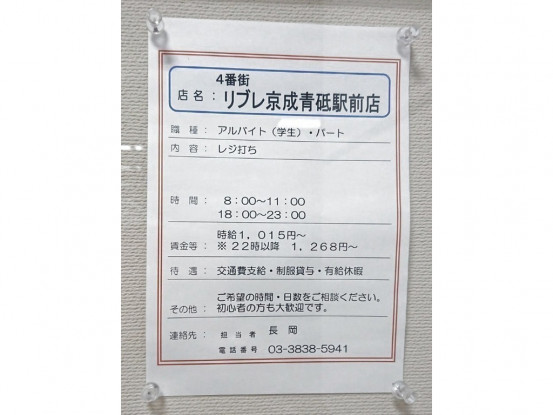 4番街
店名：リブレ京成青砥駅前店
職種：アルバイト（学生）・パート
内容：レジ打ち
時間：8：00～11：00
18：00～23：00
時給1，015円～
賃金等：※22時以降 1，268円～
待遇：交通費支給・制服貸与・有給休暇
ご希望の時間・日数をご相談ください。
その他：初心者の方も大歓迎です。
連絡先：担当者 長岡
電話番号 03-3838-5941